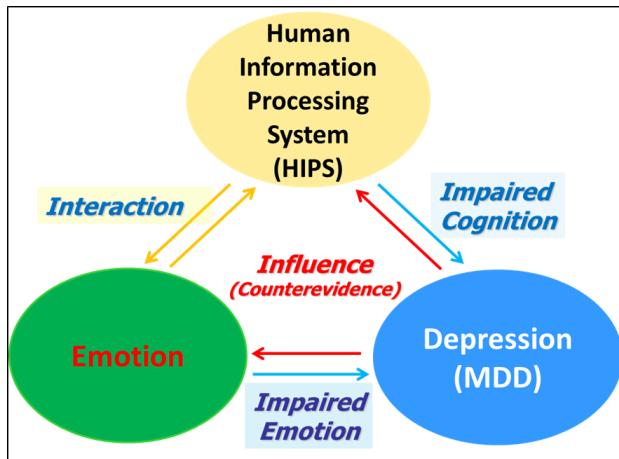 Human
Information
Processing
System
(HIPS)
Interaction
Impaired
Cognition
Influence
(Counterevidence)
Emotion
Depression
(MDD)
Impaired
Emotion